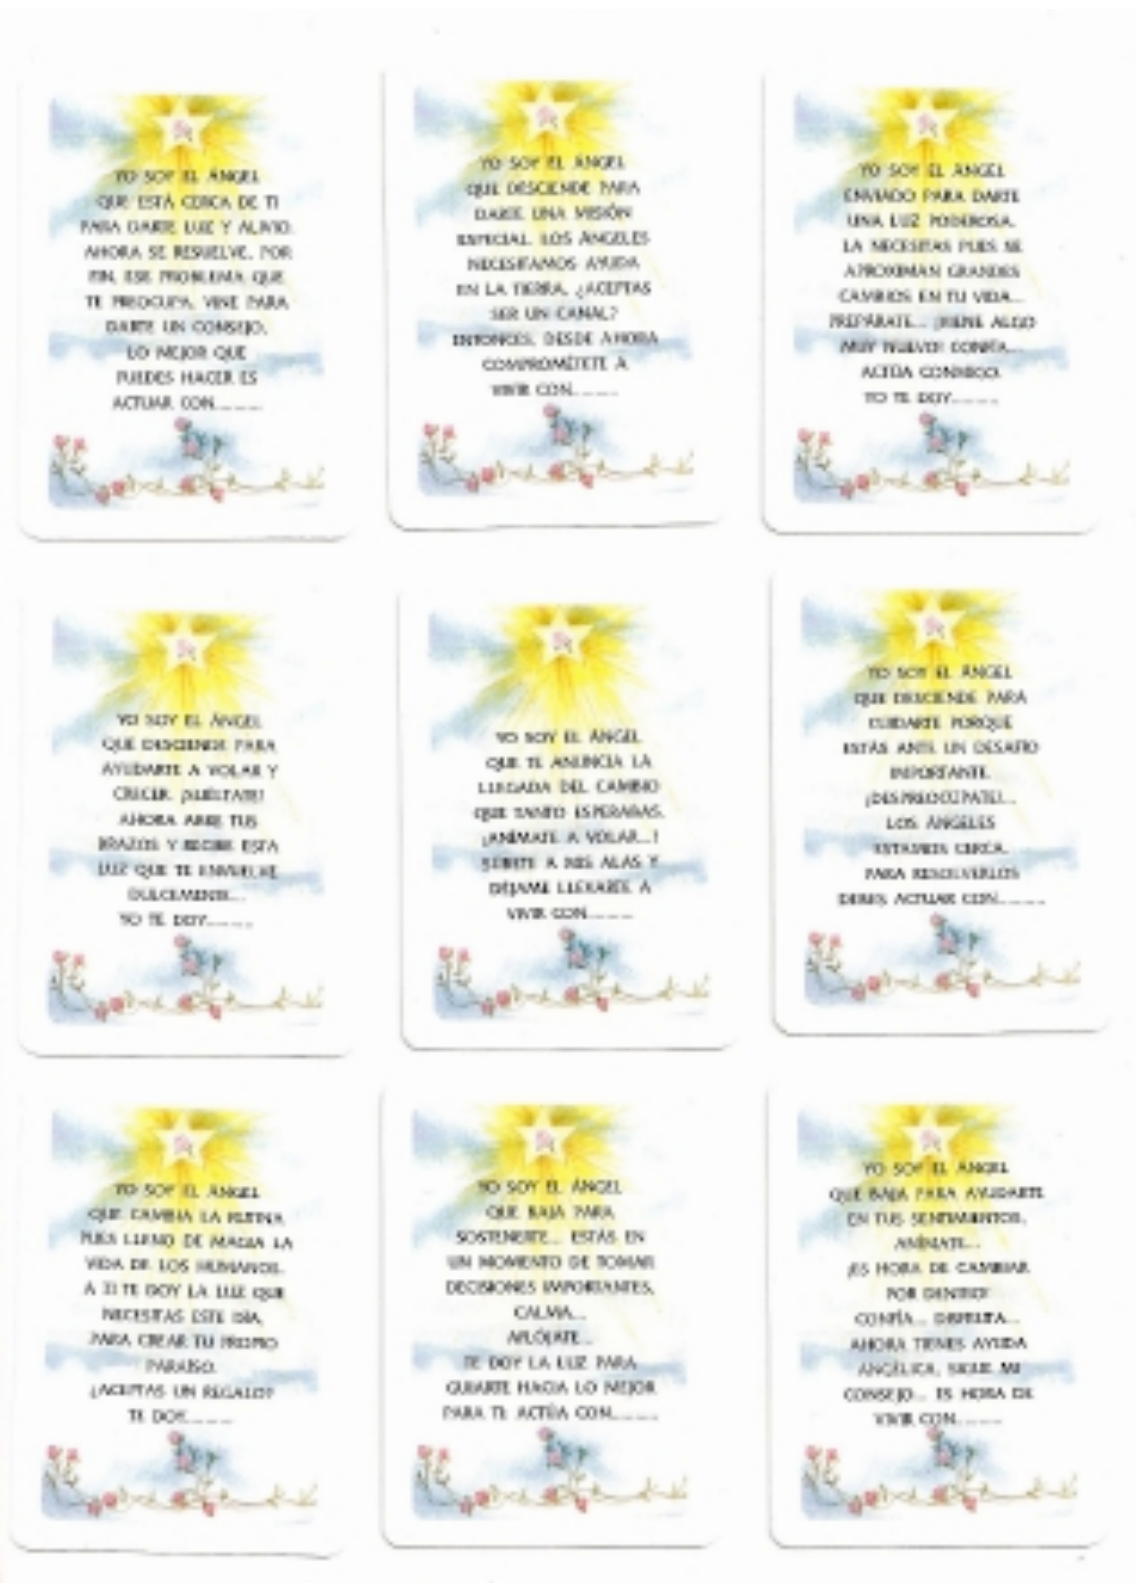 YO SOY EL ÁNGEL
QUE ESTÁ CERCA DE TI
PARA DARTE LUZ Y ALIVIO.
AHORA SE RESUELVE, POR
FIN, ESE PROBLEMA QUE
TE PREOCUPA. VINE PARA
DARTE UN CONSEJO.
LO MEJOR QUE
PUEDES HACER ES
ACTUAR CON.........
YO SOY EL ÁNGEL
QUE DESCIENDE PARA
DARTE UNA MISIÓN
ESPECIAL. LOS ÁNGELES
NECESITAMOS AYUDA
EN LA TIERRA. ¿ACEPTAS
SER UN CANAL?
ENTONCES, DESDE AHORA
COMPROMÉTETE A
VIVIR CON.........
YO SOY EL ÁNGEL
ENVIADO PARA DARTE
UNA LUZ PODEROSA.
LA NECESITAS PUES SE
APROXIMAN GRANDES
CAMBIOS EN TU VIDA...
PREPÁRATE... ¡VIENE ALGO
MUY NUEVO! CONFÍA...
ACTÚA CONMIGO.
YO TE DOY.........
YO SOY EL ÁNGEL
QUE DESCIENDE PARA
AYUDARTE A VOLAR Y
CRECER. ¡SUÉLTATE!
AHORA ABRE TUS
BRAZOS Y RECIBE ESTA
LUZ QUE TE ENVUELVE
DULCEMENTE...
YO TE DOY.........
YO SOY EL ÁNGEL
QUE TE ANUNCIA LA
LLEGADA DEL CAMBIO
QUE TANTO ESPERABAS.
¡ANÍMATE A VOLAR...!
SÚBETE A MIS ALAS Y
DÉJAME LLEVARTE A
VIVIR CON.........
YO SOY EL ÁNGEL
QUE DESCIENDE PARA
CUIDARTE PORQUE
ESTÁS ANTE UN DESAFÍO
IMPORTANTE.
¡DESPREOCÚPATE!...
LOS ÁNGELES
ESTAMOS CERCA.
PARA RESOLVERLOS
DEBES ACTUAR CON.........
YO SOY EL ÁNGEL
QUE CAMBIA LA RUTINA
PUES LLENO DE MAGIA LA
VIDA DE LOS HUMANOS.
A TI TE DOY LA LUZ QUE
NECESITAS ESTE DÍA,
PARA CREAR TU PROPIO
PARAÍSO.
¿ACEPTAS UN REGALO?
TE DOY.........
YO SOY EL ÁNGEL
QUE BAJA PARA
SOSTENERTE... ESTÁS EN
UN MOMENTO DE TOMAR
DECISIONES IMPORTANTES,
CALMA...
AFLÓJATE...
TE DOY LA LUZ PARA
GUIARTE HACIA LO MEJOR
PARA TI. ACTÚA CON.........
YO SOY EL ÁNGEL
QUE BAJA PARA AYUDARTE
EN TUS SENTIMIENTOS.
ANÍMATE...
¡ES HORA DE CAMBIAR
POR DENTRO!
CONFÍA... DISFRUTA...
AHORA TIENES AYUDA
ANGÉLICA, SIGUE MI
CONSEJO... ES HORA DE
VIVIR CON.........